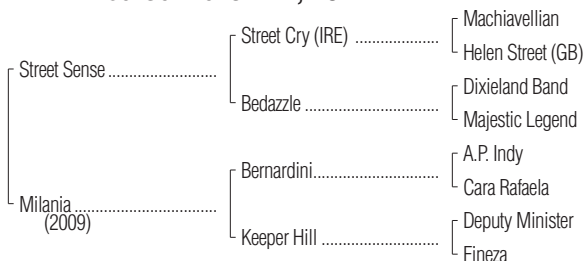 Machiavellian
Street Cry (IRE) ....................
Helen Street (GB)
Street Sense ..........................
Dixieland Band
Bedazzle ................................
Majestic Legend
A.P. Indy
Bernardini..............................
Cara Rafaela
Milania ..................................
(2009)
Deputy Minister
Keeper Hill ............................
Fineza